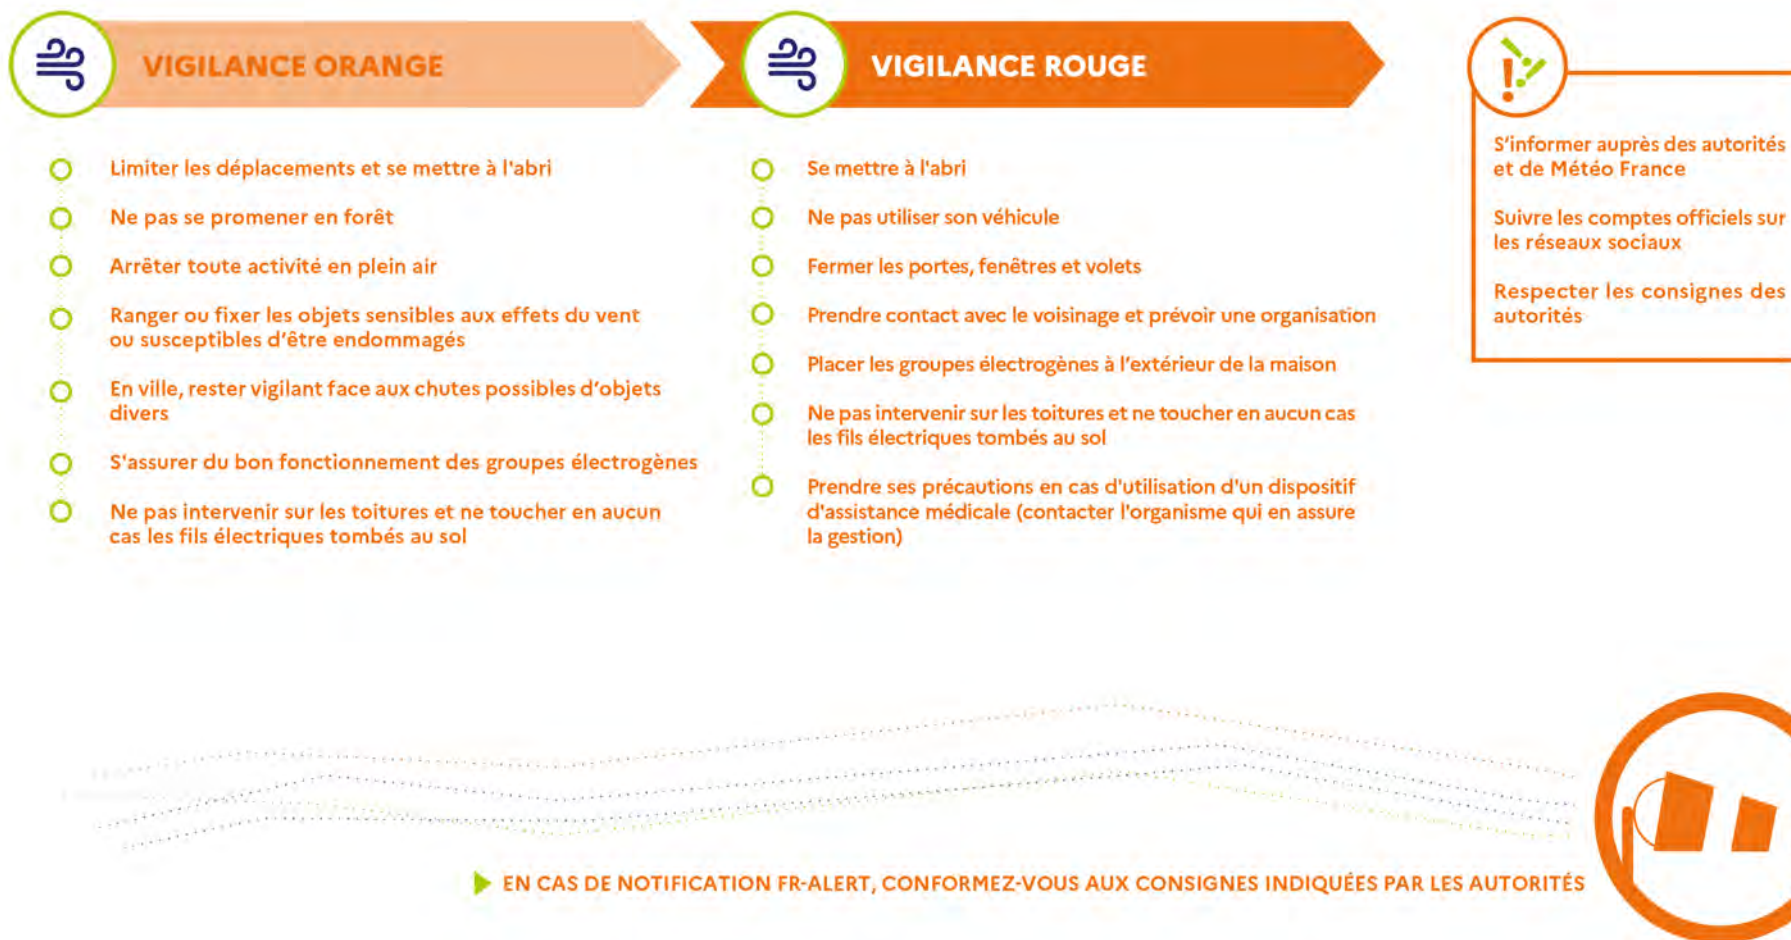 VIGILANCE ORANGE
Limiter les déplacements et se mettre à l'abri
Ne pas se promener en forêt
Arrêter toute activité en plein air
Ranger ou fixer les objets sensibles aux effets du vent
ou susceptibles d’être endommagés
En ville, rester vigilant face aux chutes possibles d’objets
divers
S'assurer du bon fonctionnement des groupes électrogènes
Ne pas intervenir sur les toitures et ne toucher en aucun
cas les fils électriques tombés au sol
VIGILANCE ROUGE
Se mettre à l'abri
Ne pas utiliser son véhicule
Fermer les portes, fenêtres et volets
Prendre contact avec le voisinage et prévoir une organisation
Placer les groupes électrogènes à l’extérieur de la maison
Ne pas intervenir sur les toitures et ne toucher en aucun cas
les fils électriques tombés au sol
Prendre ses précautions en cas d'utilisation d'un dispositif
d'assistance médicale (contacter l'organisme qui en assure
la gestion)
S’informer auprès des autorités
et de Météo France
Suivre les comptes officiels sur
les réseaux sociaux
Respecter les consignes des
autorités
EN CAS DE NOTIFICATION FR-ALERT, CONFORMEZ-VOUS AUX CONSIGNES INDIQUÉES PAR LES AUTORITÉS